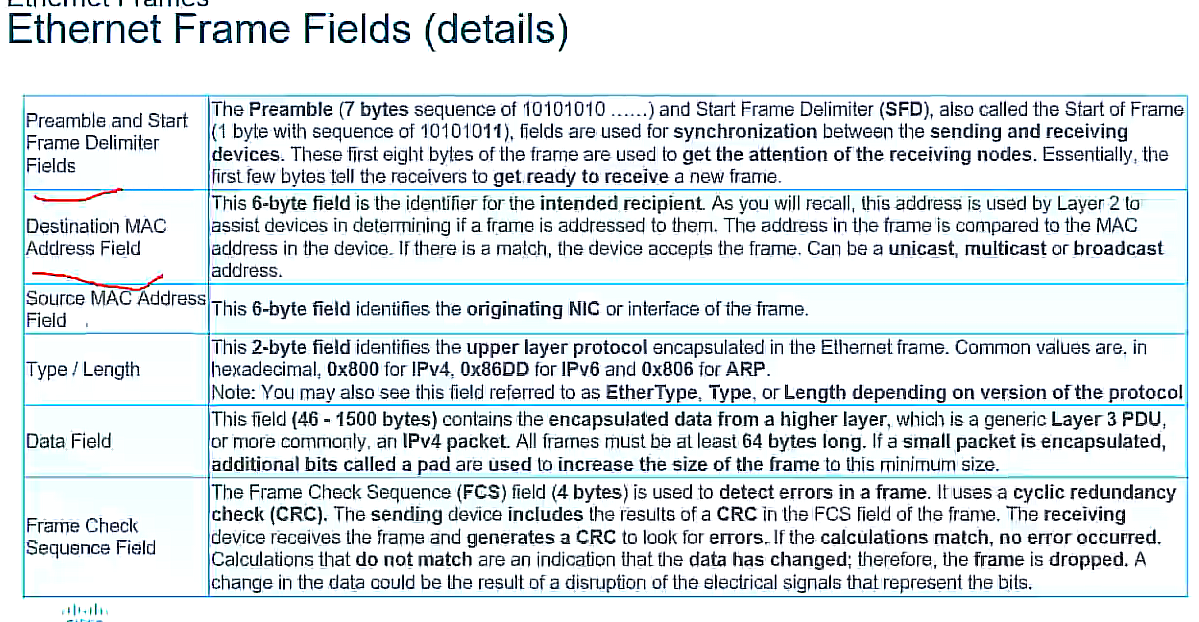 Ethernet Frames
Ethernet Frame Fields (details)
Preamble and Start
Frame Delimiter
Fields
The Preamble (7 bytes sequence of 10101010 ......) and Start Frame Delimiter (SFD), also called the Start of Frame
(1 byte with sequence of 10101011), fields are used for synchronization between the sending and receiving
devices. These first eight bytes of the frame are used to get the attention of the receiving nodes. Essentially, the
first few bytes tell the receivers to get ready to receive a new frame.
Destination MAC
Address Field
This 6-byte field is the identifier for the intended recipient. As you will recall, this address is used by Layer 2 to
assist devices in determining if a frame is addressed to them. The address in the frame is compared to the MAC
address in the device. If there is a match, the device accepts the frame. Can be a unicast, multicast or broadcast
address.
Source MAC Address
Field
This 6-byte field identifies the originating NIC or interface of the frame.
Type / Length
This 2-byte field identifies the upper layer protocol encapsulated in the Ethernet frame. Common values are, in
hexadecimal, 0x800 for IPv4, 0x86DD for IPv6 and 0x806 for ARP.
Note: You may also see this field referred to as EtherType, Type, or Length depending on version of the protocol
Data Field
This field (46 - 1500 bytes) contains the encapsulated data from a higher layer, which is a generic Layer 3 PDU,
or more commonly, an IPv4 packet. All frames must be at least 64 bytes long. If a small packet is encapsulated,
additional bits called a pad are used to increase the size of the frame to this minimum size.
Frame Check
Sequence Field
The Frame Check Sequence (FCS) field (4 bytes) is used to detect errors in a frame. It uses a cyclic redundancy
check (CRC). The sending device includes the results of a CRC in the FCS field of the frame. The receiving
device receives the frame and generates a CRC to look for errors. If the calculations match, no error occurred.
Calculations that do not match are an indication that the data has changed; therefore, the frame is dropped. A
change in the data could be the result of a disruption of the electrical signals that represent the bits.